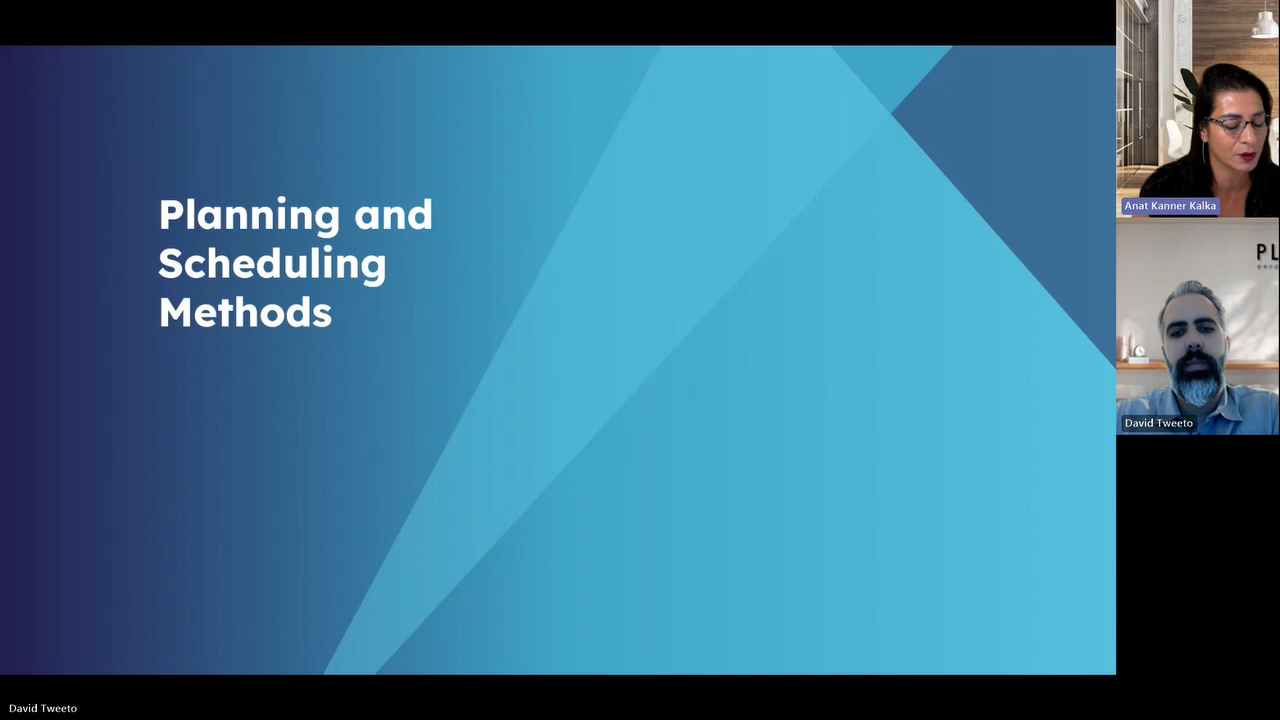 Planning and
Scheduling
Methods
Anat Kanner Kalka
PL
David Tweeto
David Tweeto